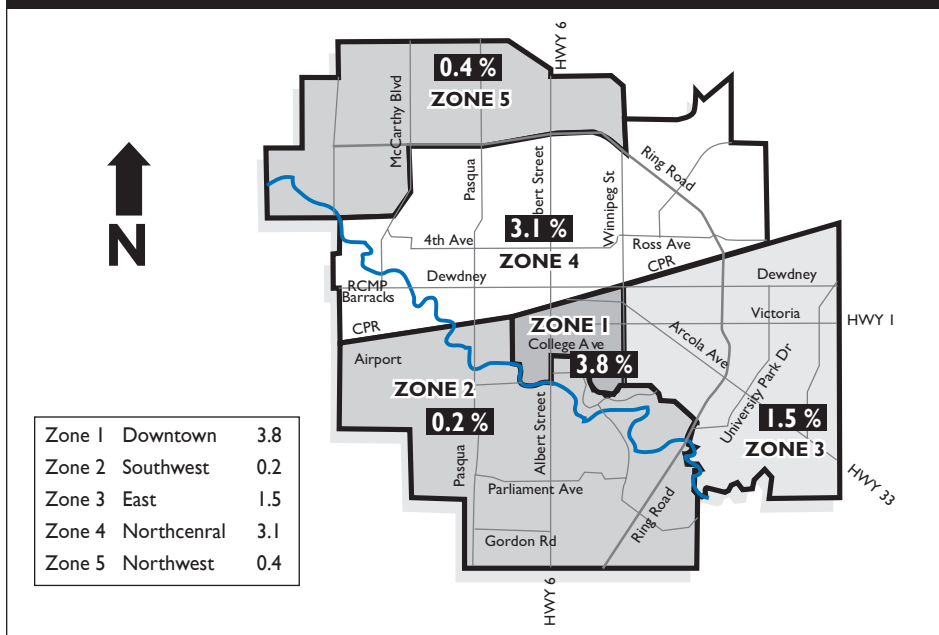 HWY 6
0.4 %
ZONE 5
McCarthy Blvd
Pasqua
bert Street
Winnipeg St
Ring Road
N
3.1 %
4th Ave
Ross Ave
ZONE 4
CPR
Dewdney
Dewdney
RCMP
Barracks
CPR
ZONE 1
Victoria
HWY 1
College Ave
Arcola Ave
Airport
3.8 %
University Park Dr
ZONE 2
0.2 %
Albert Street
1.5 %
ZONE 3
Pasqua
HWY 33
Parliament Ave
Ring Road
Gordon Rd
HWY 6
Zone 1 Downtown 3.8
Zone 2 Southwest 0.2
Zone 3 East 1.5
Zone 4 Northcenral 3.1
Zone 5 Northwest 0.4